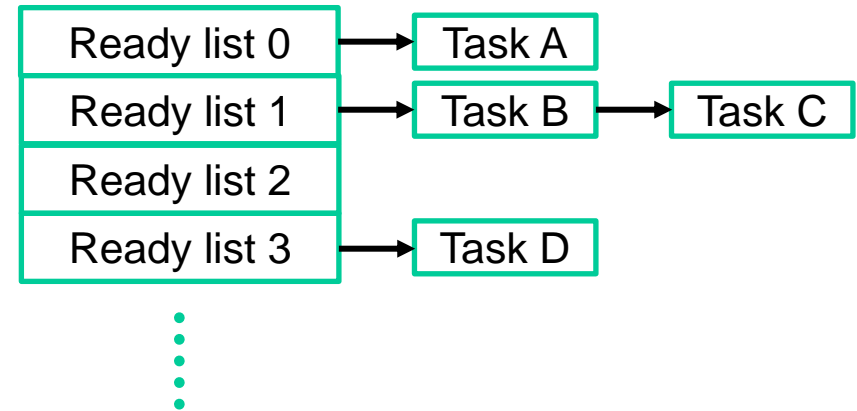 Ready list 0 Task A
Ready list 1 Task B Task C
Ready list 2
Ready list 3 Task D